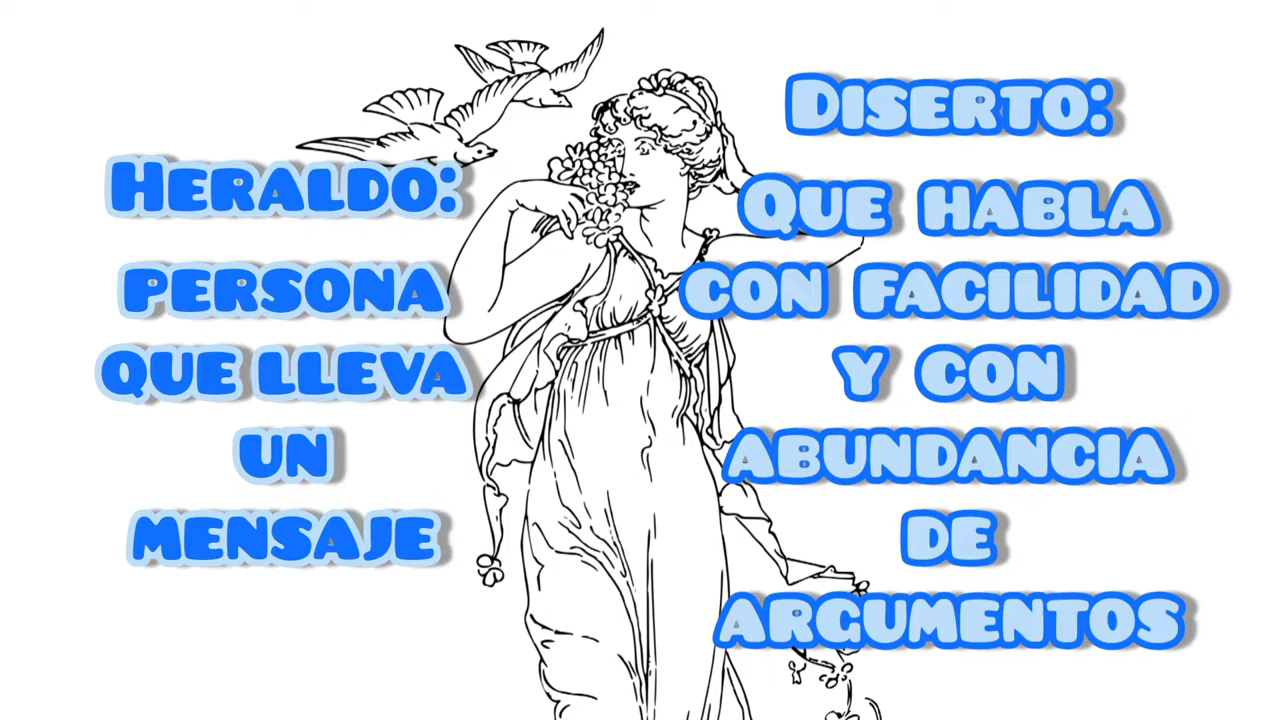 Heraldo:
persona
que lleva
un
mensaje
Diserto:
Que habla
con facilidad
y con
abundancia
de
argumentos